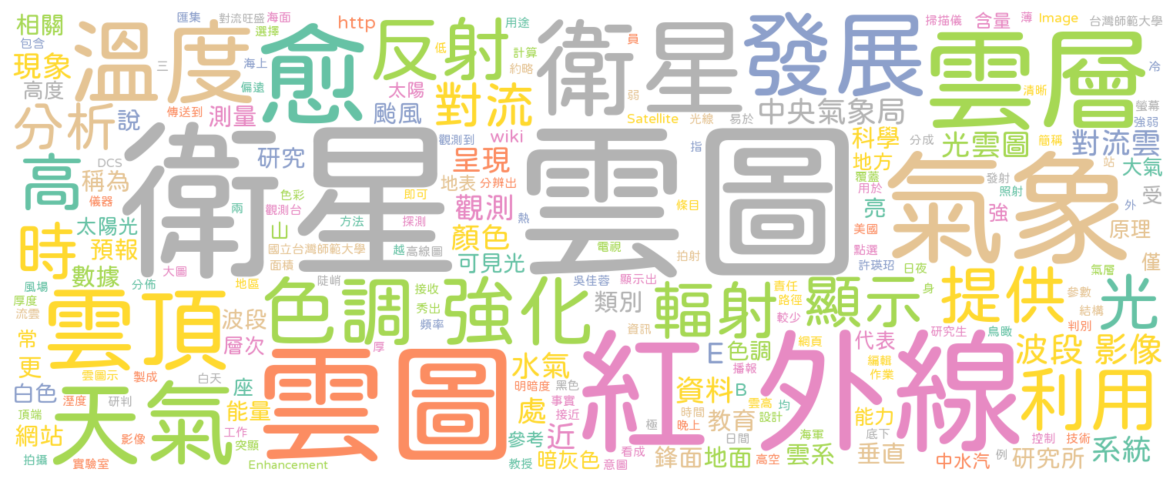 匯集 對流旺盛 海面 http 用途 掃描儀 含量 薄 Image 台灣師範大學
相關 溫度 愈 選擇 反射 低 計算 員 衛星 發展 雲層
包含 三 海上 約略 冷
現象 偏遠 太陽 弱 清晰 螢幕
高度 傳送到 測量 颱風 對流 Satellite 光線 易於 中央氣象局 強弱
分析 說 觀測到 wiki 指 科學 分成 光雲圖 簡稱 對流雲
DCS 衛星雲圖 研究 呈現 地方 覆蓋 站 大氣
高 稱為 色彩 地表 分辨出 即可 條目 用於 發射 氣象
儀器 兩 觀測台 熱 觀測 亮 強 照射 外 受
時 太陽光 山 方法 探測 美國 原理
預報 國立台灣師範大學 越 高線圖 顏色 電視 拍射 點選 僅
數據 大圖 面積 陡峭 可見光 吳佳蓉 顯示出 許瑛玿 日夜 氣層
風場 分佈 地區 色調 接收 強化 類別 責任 顯示 身 提供 參數 光
厚度 雲頂 秀出 輻射 路徑 結構
流雲 波段 頻率 資訊 較少 研究生 鳥瞰 判別
常 層次 厚 水氣 紅外線 E 色調 網頁 代表 編輯 波段 影像
更 雲圖示 製成 白天 雲圖 明暗度 黑色 播報 作業 利用
白色 溼度 研判 天氣 座 事實 資料 B 雲高 均 能力
頂端 能量 處 接近 時間 設計
網站 影像 工作 參考 近 極 晚上 教育 海軍 底下 控制 技術 系統
突顯 看成 日間
拍攝 實驗室 Enhancement 教授 暗灰色 意圖 鋒面 地面 高空 雲系 垂直 中水汽 例 研究所